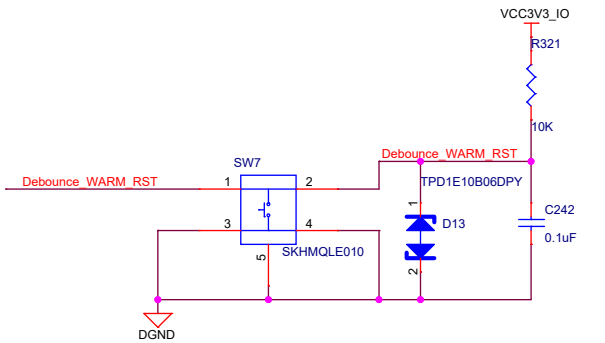 VCC3V3_IO
R321
10K
Debounce_WARM_RST
SW7
Debounce_WARM_RST
1
2
TPD1E10B06DPY
1
C242
3
4
D13
0.1uF
5
SKHMQLE010
2
DGND